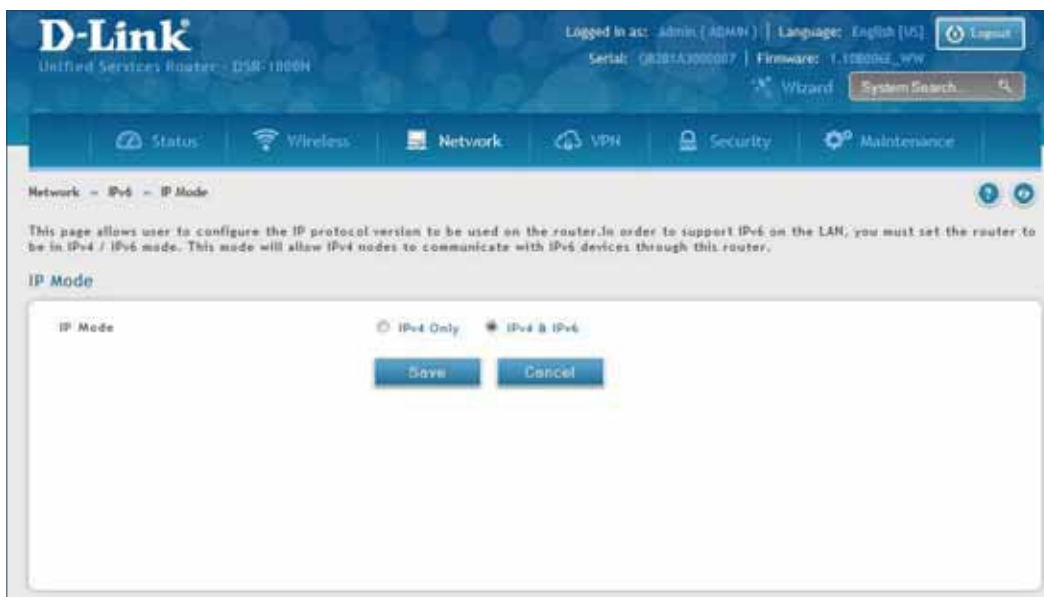 D-Link
Logged in as: admin ( ADMIN ) | Language: English [US]
Logout
Unified Services Router - DSR-1000N
Serial: | Firmware:
Wizard
System Search...
Status
Wireless
Network
VPN
Security
Maintenance
Network » IPv6 » IP Mode
This page allows user to configure the IP protocol version to be used on the router.In order to support IPv6 on the LAN, you must set the router to
be in IPv4 / IPv6 mode. This mode will allow IPv4 nodes to communicate with IPv6 devices through this router.
IP Mode
IP Mode
IPv4 Only
IPv4 & IPv6
Save
Cancel